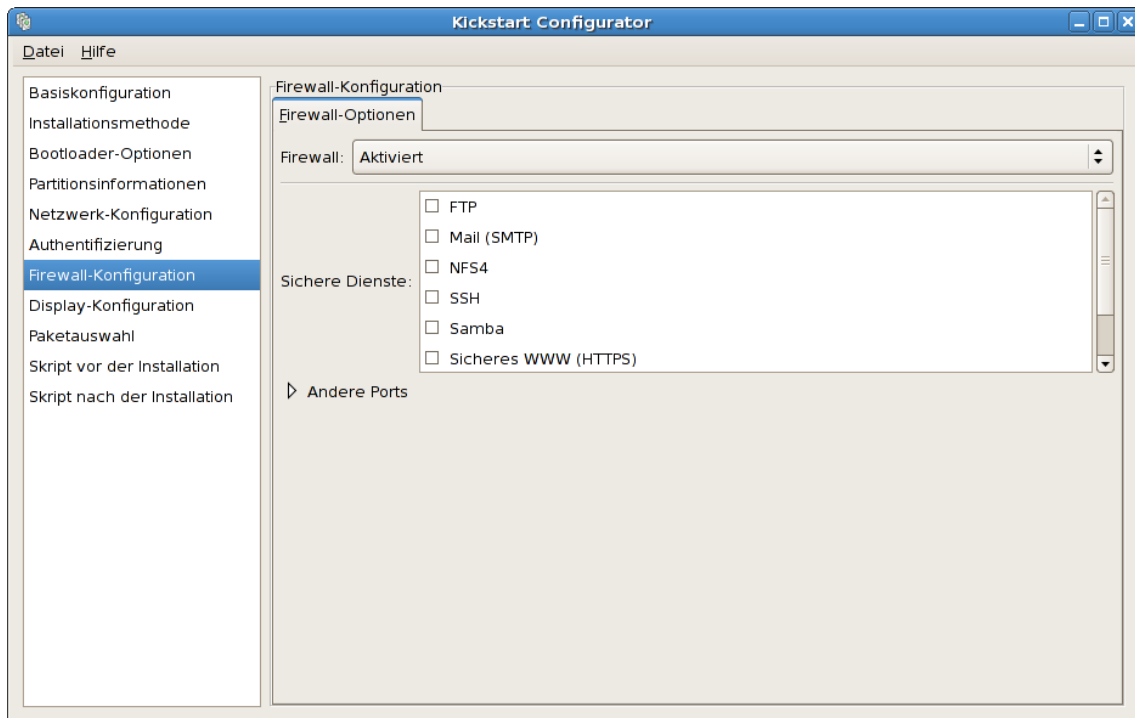 Kickstart Configurator
Datei Hilfe
Basiskonfiguration
Installationsmethode
Bootloader-Optionen
Partitionsinformationen
Netzwerk-Konfiguration
Authentifizierung
Firewall-Konfiguration
Display-Konfiguration
Paketauswahl
Skript vor der Installation
Skript nach der Installation
Firewall-Konfiguration
Firewall-Optionen
Firewall: Aktiviert
Sichere Dienste:
FTP
Mail (SMTP)
NFS4
SSH
Samba
Sicheres WWW (HTTPS)
Andere Ports